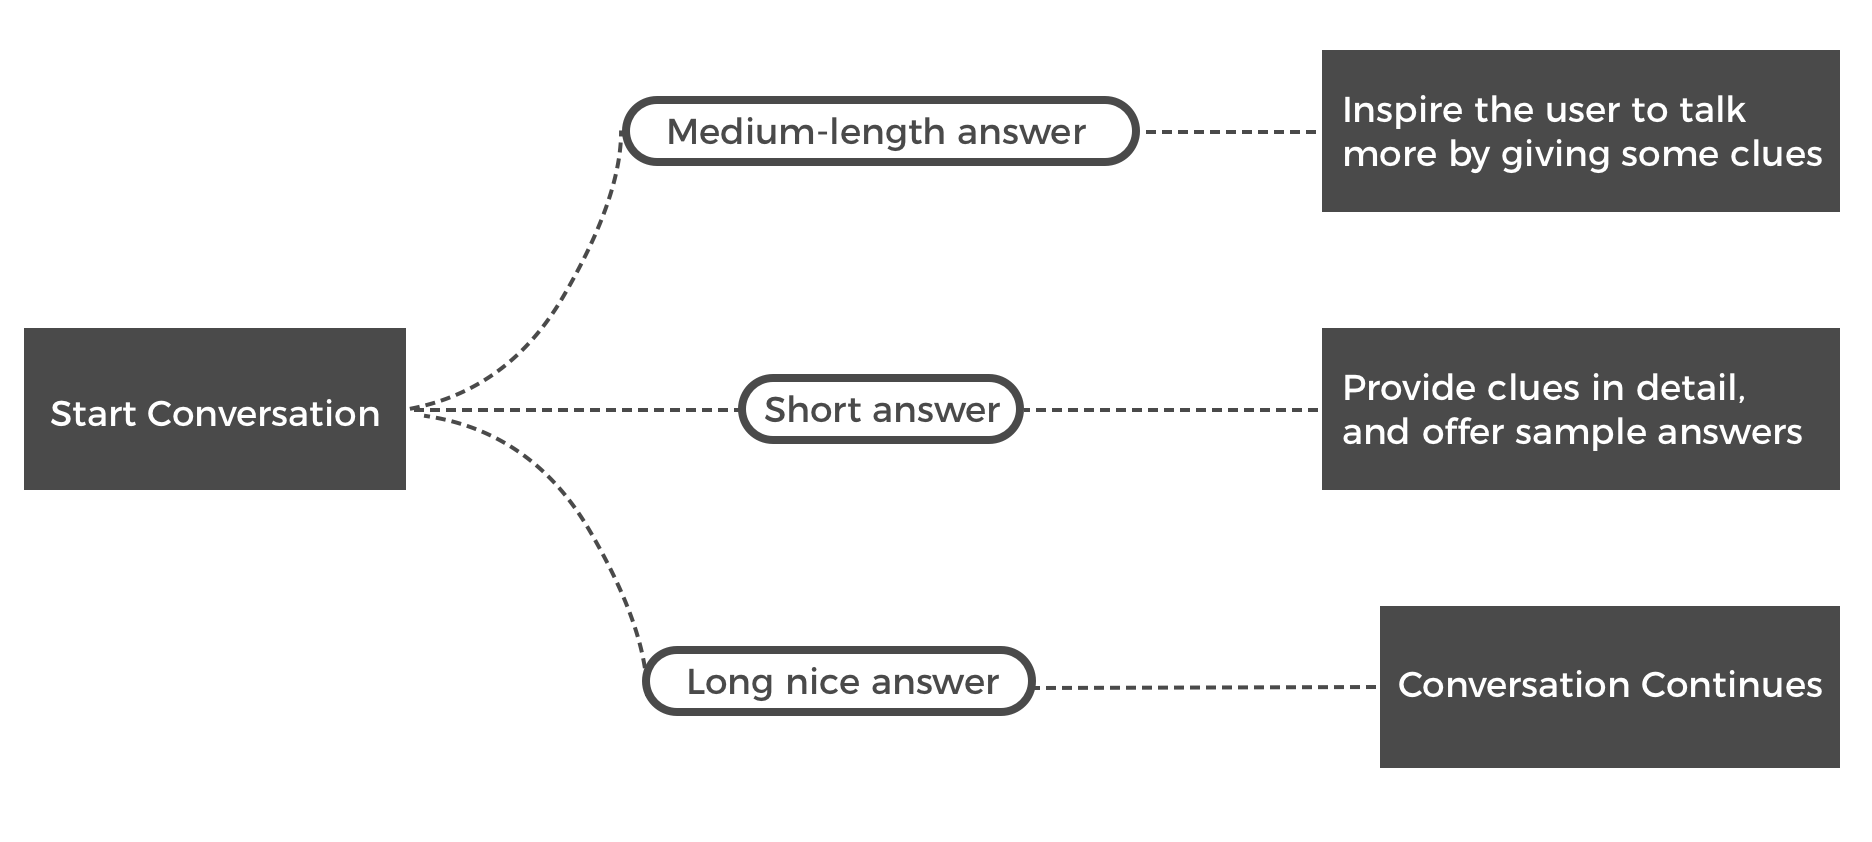 Medium-length answer
Inspire the user to talk
more by giving some clues
Start Conversation
Short answer
Provide clues in detail,
and offer sample answers
Long nice answer
Conversation Continues